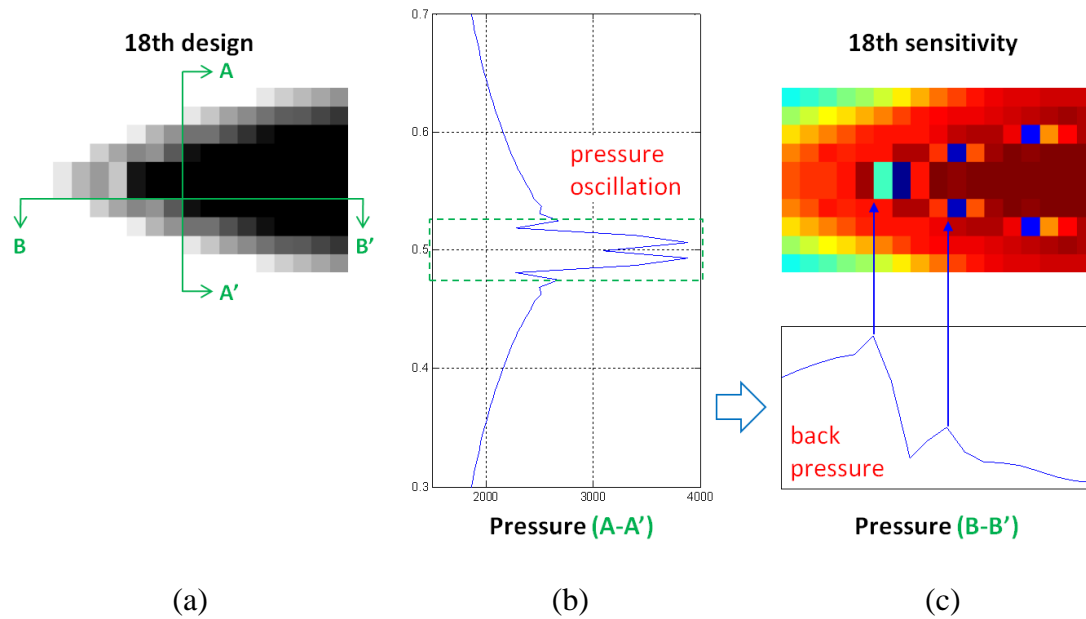 18th design
A
B
B'
A'
0.7
0.6
0.5
0.4
0.3
pressure
oscillation
2000
3000
4000
Pressure (A-A')
18th sensitivity
back
pressure
Pressure (B-B')
(a)
(b)
(c)